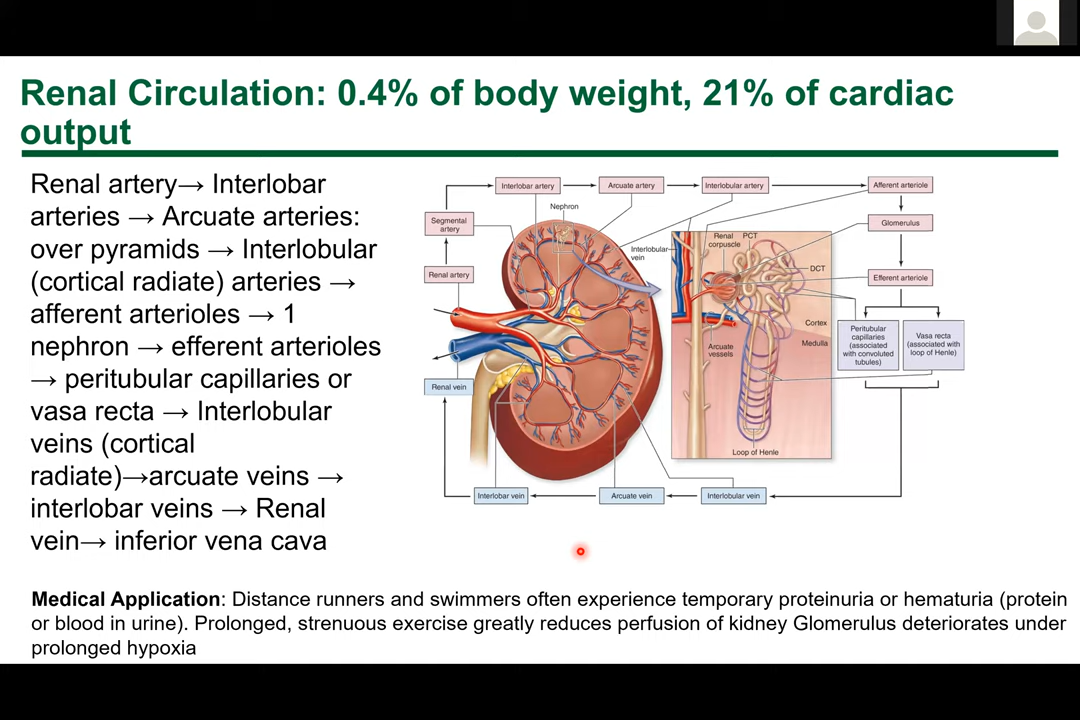 Renal Circulation: 0.4% of body weight, 21% of cardiac
output
Renal artery→ Interlobar
arteries → Arcuate arteries:
over pyramids → Interlobular
(cortical radiate) arteries →
afferent arterioles → 1
nephron → efferent arterioles
→ peritubular capillaries or
vasa recta → Interlobular
veins (cortical
radiate)→arcuate veins →
interlobar veins → Renal
vein→ inferior vena cava
Interlobar artery
Arcuate artery
Interlobular artery
Afferent arteriole
Nephron
Segmental
artery
Glomerulus
Renal
corpuscle
PCT
Interlobular
vein
DCT
Renal artery
Efferent arteriole
Cortex
Medulla
Peritubular
capillaries
(associated
with convoluted
tubules)
Vasa recta
(associated with
loop of Henle)
Arcuate
vessels
Renal vein
Loop of Henle
Interlobar vein
Arcuate vein
Interlobular vein
Medical Application: Distance runners and swimmers often experience temporary proteinuria or hematuria (protein
or blood in urine). Prolonged, strenuous exercise greatly reduces perfusion of kidney Glomerulus deteriorates under
prolonged hypoxia